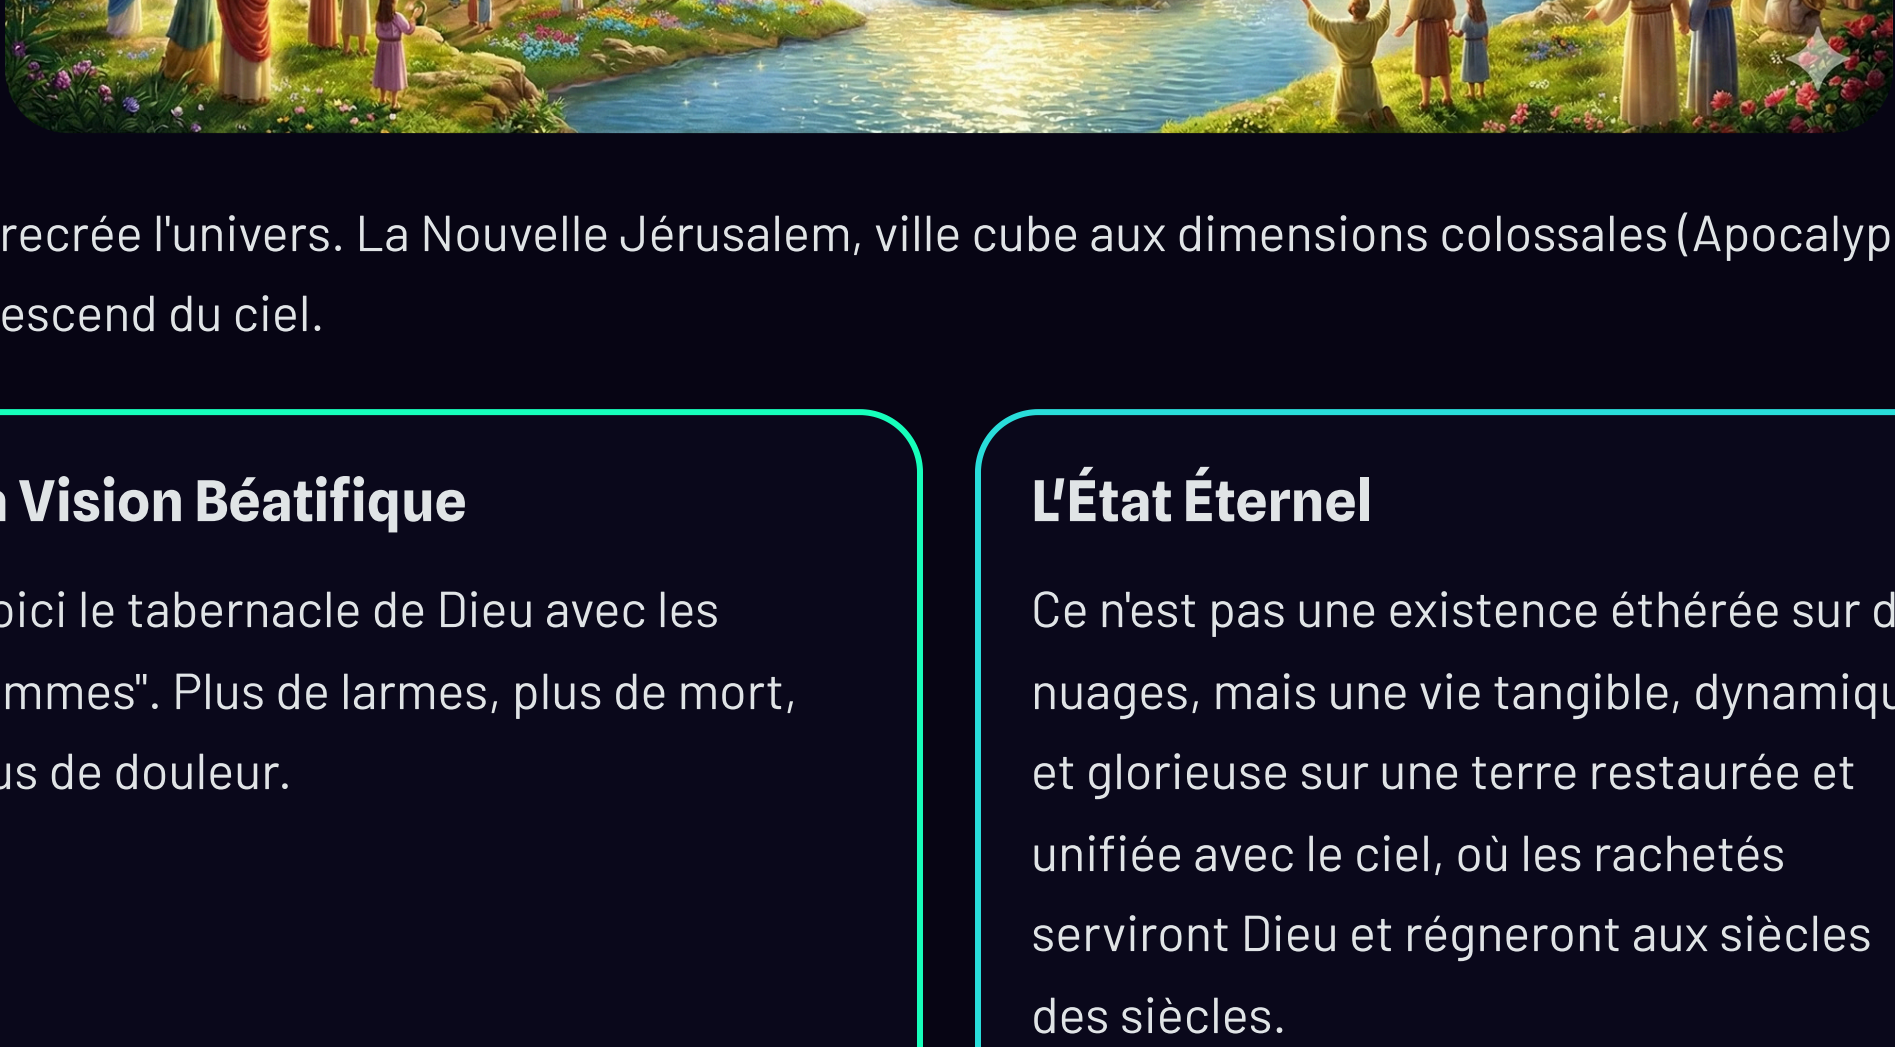 recrée l'univers. La Nouvelle Jérusalem, ville cube aux dimensions colossales (Apocalyp
escend du ciel.
a Vision Béatifique
oici le tabernacle de Dieu avec les
mmes". Plus de larmes, plus de mort,
us de douleur.
L'État Éternel
Ce n'est pas une existence éthérée sur d
nuages, mais une vie tangible, dynamiqu
et glorieuse sur une terre restaurée et
unifiée avec le ciel, où les rachetés
serviront Dieu et régneront aux siècles
des siècles.